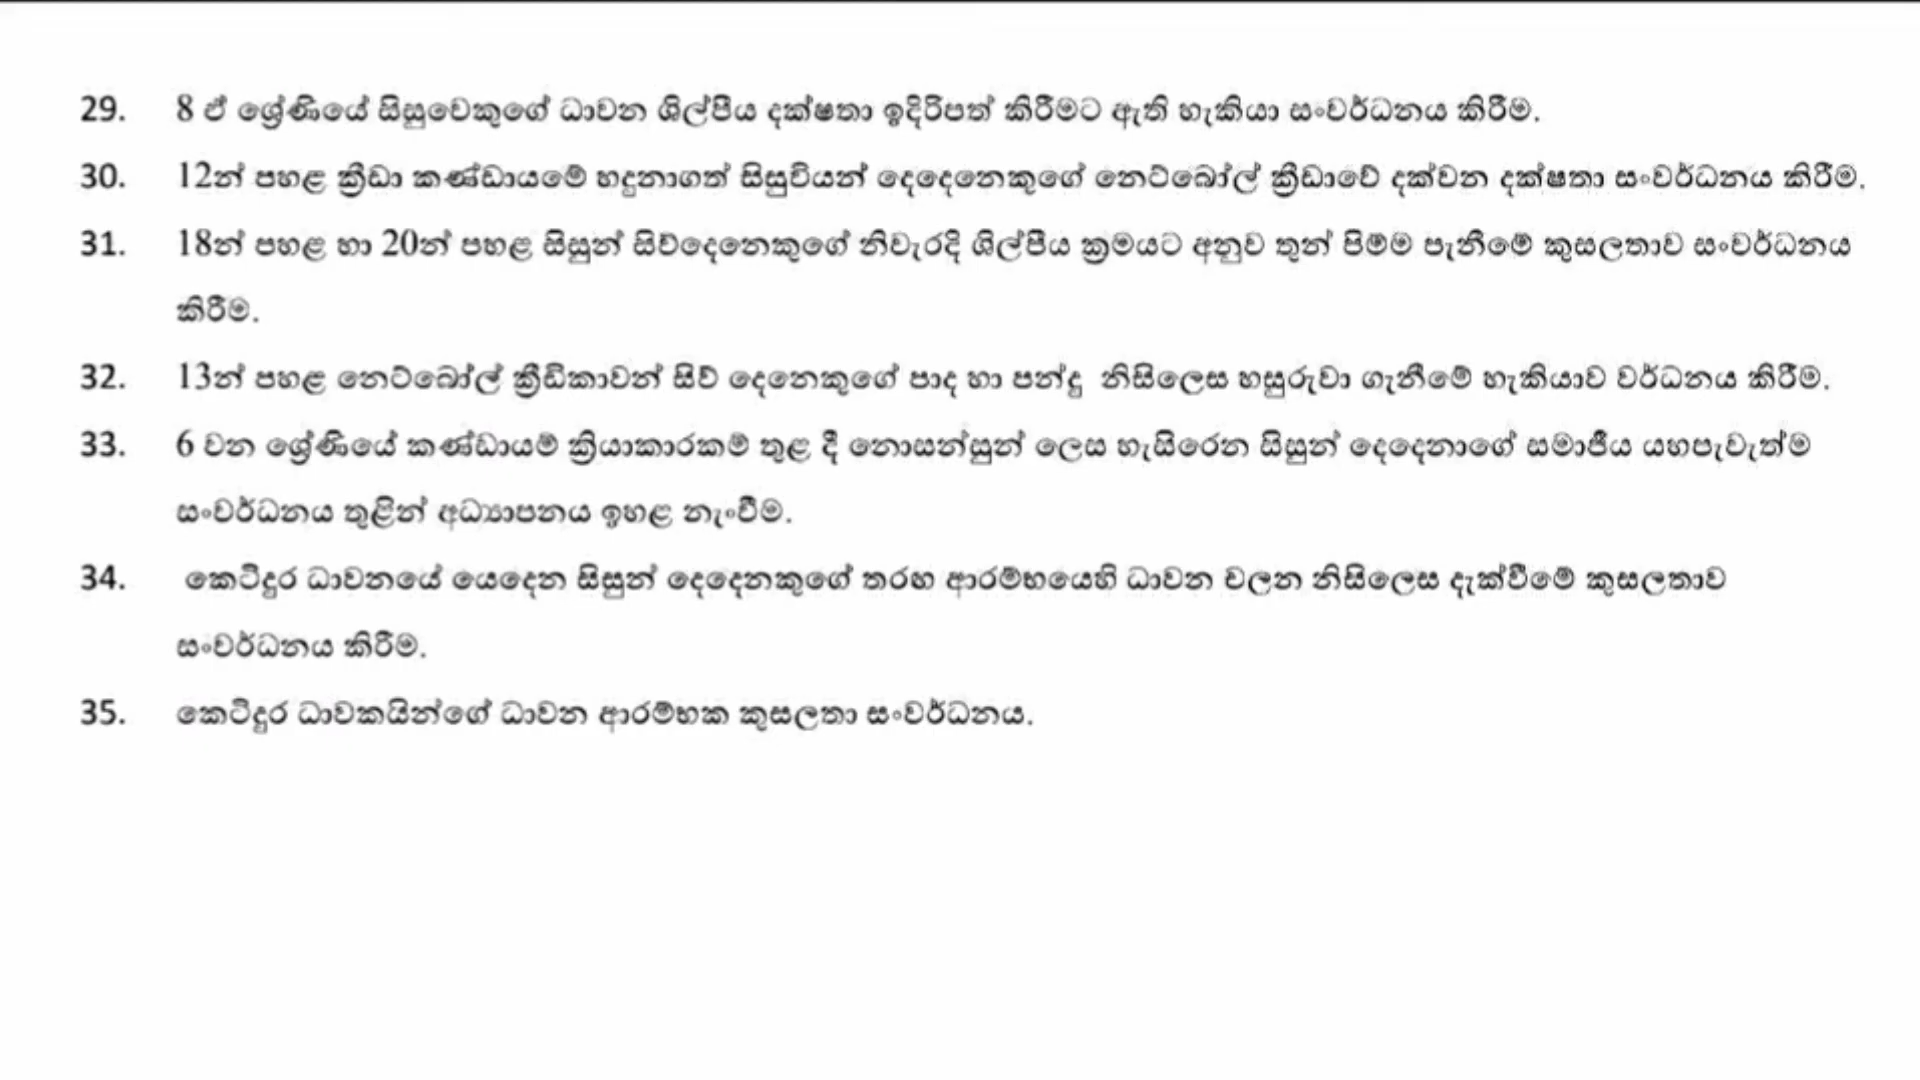 29. 8 ඒ ශ්‍රේණියේ සිසුවෙකුගේ ධාවන ශිල්පීය දක්ෂතා ඉදිරිපත් කිරීමට ඇති හැකියා සංවර්ධනය කිරීම.
30. 12න් පහළ ක්‍රීඩා කණ්ඩායමේ හදුනාගත් සිසුවියන් දෙදෙනෙකුගේ නෙට්බෝල් ක්‍රීඩාවේ දක්වන දක්ෂතා සංවර්ධනය කිරීම.
31. 18න් පහළ හා 20න් පහළ සිසුන් සිව්දෙනෙකුගේ නිවැරදි ශිල්පීය ක්‍රමයට අනුව තුන් පිම්ම පැනීමේ කුසලතාව සංවර්ධනය
කිරීම.
32. 13න් පහළ නෙට්බෝල් ක්‍රීඩිකාවන් සිව් දෙනෙකුගේ පාද හා පන්දු නිසිලෙස හසුරුවා ගැනීමේ හැකියාව වර්ධනය කිරීම.
33. 6 වන ශ්‍රේණියේ කණ්ඩායම් ක්‍රියාකාරකම් තුළ දී නොසන්සුන් ලෙස හැසිරෙන සිසුන් දෙදෙනාගේ සමාජීය යහපැවැත්ම
සංවර්ධනය තුළින් අධ්‍යාපනය ඉහළ නැංවීම.
34. කෙටිදුර ධාවනයේ යෙදෙන සිසුන් දෙදෙනකුගේ තරඟ ආරම්භයෙහි ධාවන චලන නිසිලෙස දැක්වීමේ කුසලතාව
සංවර්ධනය කිරීම.
35. කෙටිදුර ධාවකයින්ගේ ධාවන ආරම්භක කුසලතා සංවර්ධනය.